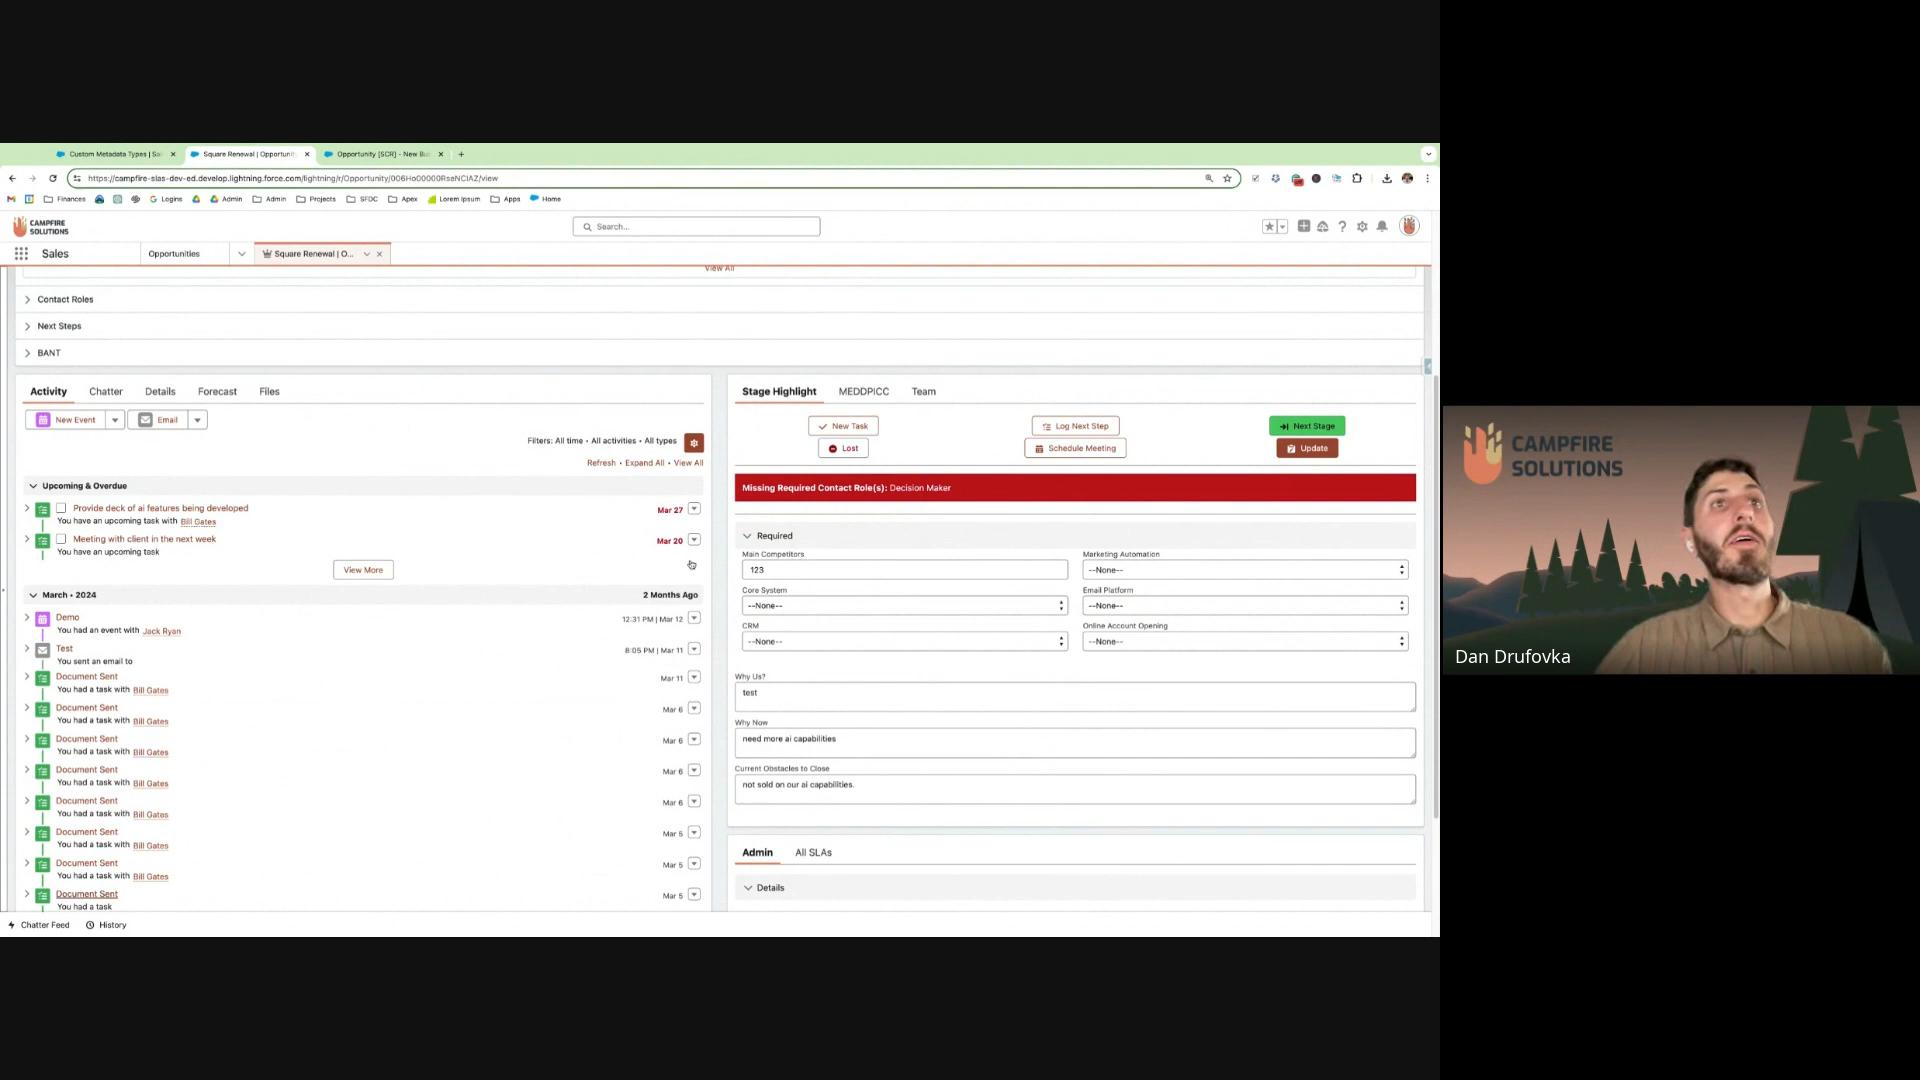 Custom Metadata Types | Sa
Square Renewal | Opportuni
Opportunity [SCR] - New Bu
https://campfire-slas-dev-ed.develop.lightning.force.com/lightning/r/Opportunity/006Ho00000RseNCIAZ/view
Finances
Logins
Admin
Admin
Projects
SFDC
Apex
Lorem Ipsum
Apps
Home
CAMPFIRE
SOLUTIONS
Search...
Sales
Opportunities
Square Renewal | O...
View All
Contact Roles
Next Steps
BANT
Activity Chatter Details Forecast Files
New Event
Email
Filters: All time • All activities • All types
Refresh • Expand All • View All
Upcoming & Overdue
Provide deck of ai features being developed
Mar 27
You have an upcoming task with Bill Gates
Meeting with client in the next week
Mar 20
You have an upcoming task
View More
March • 2024
2 Months Ago
Demo
12:31 PM | Mar 12
You had an event with Jack Ryan
Test
8:05 PM | Mar 11
You sent an email to
Document Sent
Mar 11
You had a task with Bill Gates
Document Sent
Mar 6
You had a task with Bill Gates
Document Sent
Mar 6
You had a task with Bill Gates
Document Sent
Mar 6
You had a task with Bill Gates
Document Sent
Mar 6
You had a task with Bill Gates
Document Sent
Mar 5
You had a task with Bill Gates
Document Sent
Mar 5
You had a task with Bill Gates
Document Sent
Mar 5
You had a task
Stage Highlight MEDDPICC Team
New Task
Log Next Step
Next Stage
Lost
Schedule Meeting
Update
Missing Required Contact Role(s): Decision Maker
Required
Main Competitors
123
Marketing Automation
--None--
Core System
--None--
Email Platform
--None--
CRM
--None--
Online Account Opening
--None--
Why Us?
test
Why Now
need more ai capabilities
Current Obstacles to Close
not sold on our ai capabilities.
Admin All SLAs
Details
Chatter Feed
History
CAMPFIRE
SOLUTIONS
Dan Drufovka